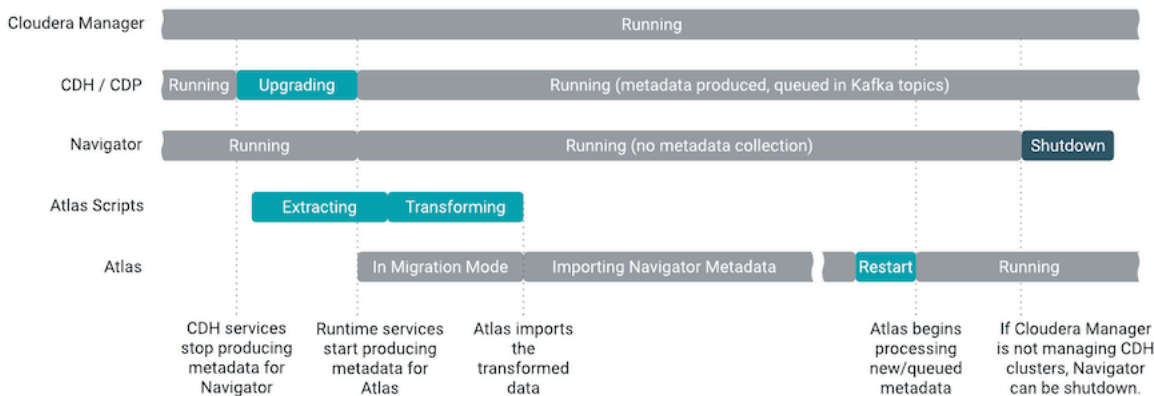 Cloudera Manager
Running
CDH / CDP
Running
Upgrading
Running (metadata produced, queued in Kafka topics)
Navigator
Running
Running (no metadata collection)
Shutdown
Atlas Scripts
Extracting
Transforming
Atlas
In Migration Mode
Importing Navigator Metadata
Restart
Running
CDH services
stop producing
metadata for
Navigator
Runtime services
start producing
metadata for
Atlas
Atlas imports
the
transformed
data
Atlas begins
processing
new/queued
metadata
If Cloudera Manager
is not managing CDH
clusters, Navigator
can be shutdown.